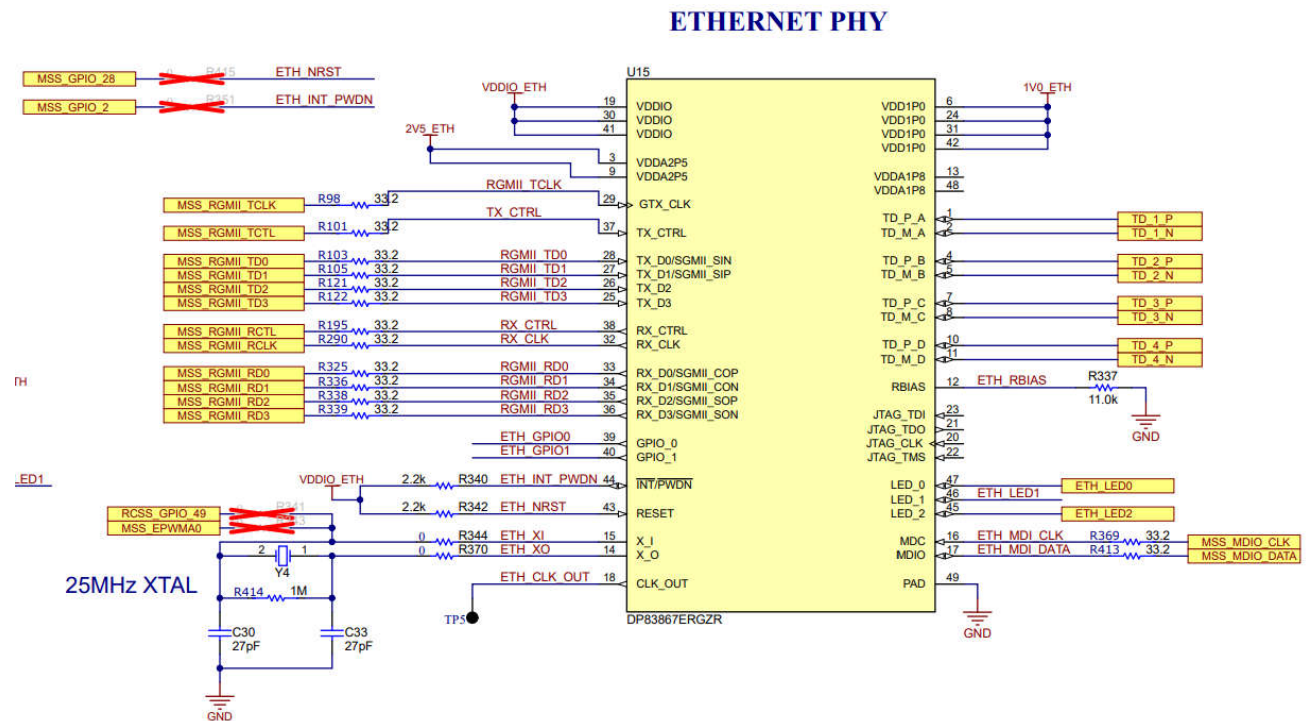 ETHERNET PHY
MSS_GPIO_28 0 R415 ETH_NRST
MSS_GPIO_2 0 R351 ETH_INT_PWDN
U15
VDDIO_ETH 19 VDDIO VDD1P0 6 1V0_ETH
30 VDDIO VDD1P0 24
41 VDDIO VDD1P0 31
2V5_ETH VDD1P0 42
3 VDDA2P5
9 VDDA2P5 VDDA1P8 13
VDDA1P8 48
MSS_RGMII_TCLK R98 33.2 RGMII_TCLK 29 GTX_CLK
TD_P_A 1 TD_1_P
MSS_RGMII_TCTL R101 33.2 TX_CTRL 37 TX_CTRL TD_M_A 2 TD_1_N
MSS_RGMII_TD0 R103 33.2 RGMII_TD0 28 TX_D0/SGMII_SIN TD_P_B 4 TD_2_P
MSS_RGMII_TD1 R105 33.2 RGMII_TD1 27 TX_D1/SGMII_SIP TD_M_B 5 TD_2_N
MSS_RGMII_TD2 R121 33.2 RGMII_TD2 26 TX_D2
MSS_RGMII_TD3 R122 33.2 RGMII_TD3 25 TX_D3 TD_P_C 7 TD_3_P
TD_M_C 8 TD_3_N
MSS_RGMII_RCTL R195 33.2 RX_CTRL 38 RX_CTRL
MSS_RGMII_RCLK R290 33.2 RX_CLK 32 RX_CLK TD_P_D 10 TD_4_P
TD_M_D 11 TD_4_N
MSS_RGMII_RD0 R325 33.2 RGMII_RD0 33 RX_D0/SGMII_COP
TH MSS_RGMII_RD1 R336 33.2 RGMII_RD1 34 RX_D1/SGMII_CON RBIAS 12 ETH_RBIAS R337 11.0k GND
MSS_RGMII_RD2 R338 33.2 RGMII_RD2 35 RX_D2/SGMII_SOP
MSS_RGMII_RD3 R339 33.2 RGMII_RD3 36 RX_D3/SGMII_SON JTAG_TDI 23
JTAG_TDO 21
ETH_GPIO0 39 GPIO_0 JTAG_CLK 20
ETH_GPIO1 40 GPIO_1 JTAG_TMS 22
LED1 VDDIO_ETH 2.2k R340 ETH_INT_PWDN 44 INT/PWDN LED_0 47 ETH_LED0
LED_1 46 ETH_LED1
2.2k R342 ETH_NRST 43 RESET LED_2 45 ETH_LED2
RCSS_GPIO_49 R341
MSS_EPWMA0
0 R344 ETH_XI 15 X_I MDC 16 ETH_MDI_CLK R369 33.2 MSS_MDIO_CLK
0 R370 ETH_XO 14 X_O MDIO 17 ETH_MDI_DATA R413 33.2 MSS_MDIO_DATA
2 1
Y4
25MHz XTAL
ETH_CLK_OUT 18 CLK_OUT PAD 49 GND
R414 1M
TP5
DP83867ERGZR
C30 C33
27pF 27pF
GND